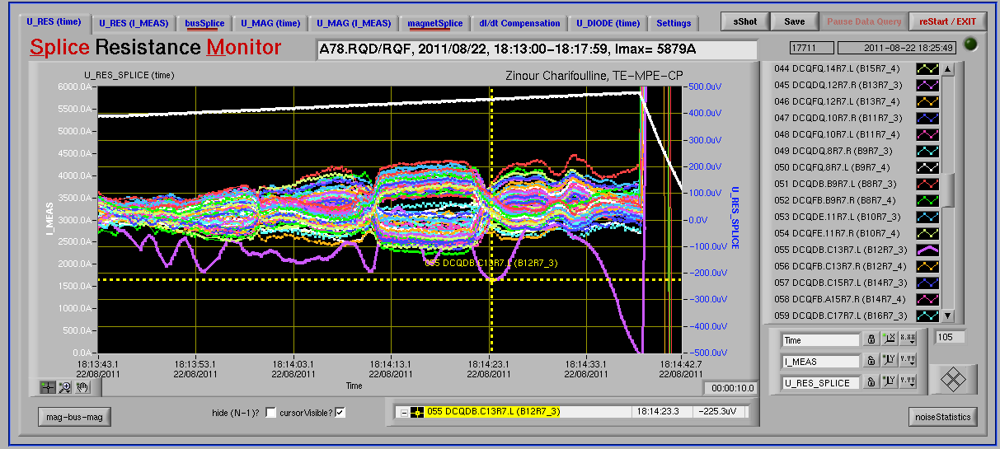 U_RES (time) U_RES (I_MEAS) busSplice U_MAG (time) U_MAG (I_MEAS) magnetSplice dI/dt Compensation U_DIODE (time) Settings sShot Save Pause Data Query reStart / EXIT
Splice Resistance Monitor
A78.RQD/RQF, 2011/08/22, 18:13:00-18:17:59, Imax= 5879A
17711 2011-08-22 18:25:49
U_RES_SPLICE (time)
Zinour Charifoulline, TE-MPE-CP
6000.0A
5500.0A
5000.0A
4500.0A
4000.0A
3500.0A
3000.0A
2500.0A
2000.0A
1500.0A
1000.0A
500.0A
0.0A
I_MEAS
055 DCQDB.C13R7.L (B12R7_3)
500.0uV
400.0uV
300.0uV
200.0uV
100.0uV
0.0uV
-100.0uV
-200.0uV
-300.0uV
-400.0uV
-500.0uV
U_RES_SPLICE
18:13:43.1 18:13:53.1 18:14:03.1 18:14:13.1 18:14:23.1 18:14:33.1 18:14:42.7
22/08/2011 22/08/2011 22/08/2011 22/08/2011 22/08/2011 22/08/2011 22/08/2011
Time
00:00:10.0
044 DCQFQ.14R7.L (B15R7_4)
045 DCQDQ.12R7.R (B13R7_3)
046 DCQFQ.12R7.L (B13R7_4)
047 DCQDQ.10R7.R (B11R7_3)
048 DCQFQ.10R7.L (B11R7_4)
049 DCQDQ.8R7.R (B9R7_3)
050 DCQFQ.8R7.L (B9R7_4)
051 DCQDB.B9R7.L (B8R7_3)
052 DCQFB.B9R7.R (B8R7_4)
053 DCQDE.11R7.L (B10R7_3)
054 DCQFE.11R7.R (B10R7_4)
055 DCQDB.C13R7.L (B12R7_3)
056 DCQFB.C13R7.R (B12R7_4)
057 DCQDB.C15R7.L (B14R7_3)
058 DCQFB.A15R7.R (B14R7_4)
059 DCQDB.C17R7.L (B16R7_3)
Time X X.XX 105
I_MEAS Y Y.YY
U_RES_SPLICE Y Y.YY
mag-bus-mag
hide (N-1)? cursorVisible?
055 DCQDB.C13R7.L (B12R7_3) 18:14:23.3 -225.3uV
noiseStatistics